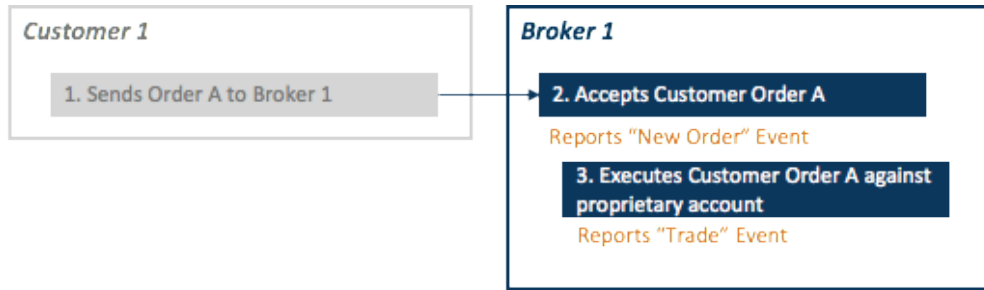 Customer 1
1. Sends Order A to Broker 1
Broker 1
2. Accepts Customer Order A
Reports “New Order” Event
3. Executes Customer Order A against
proprietary account
Reports “Trade” Event